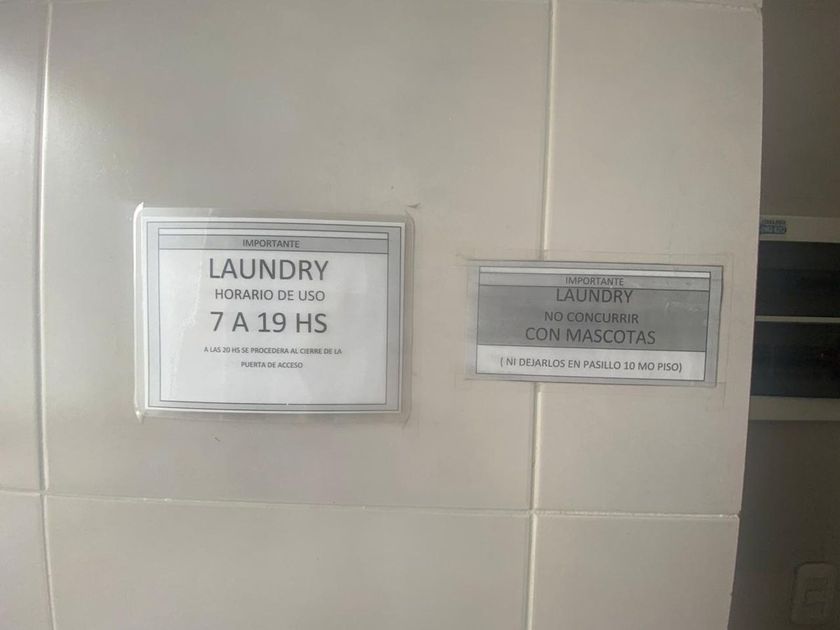 IMPORTANTE
LAUNDRY
HORARIO DE USO
7 A 19 HS
A LAS 20 HS SE PROCEDERA AL CIERRE DE LA
PUERTA DE ACCESO
IMPORTANTE
LAUNDRY
NO CONCURRIR
CON MASCOTAS
( NI DEJARLOS EN PASILLO 10 MO PISO)